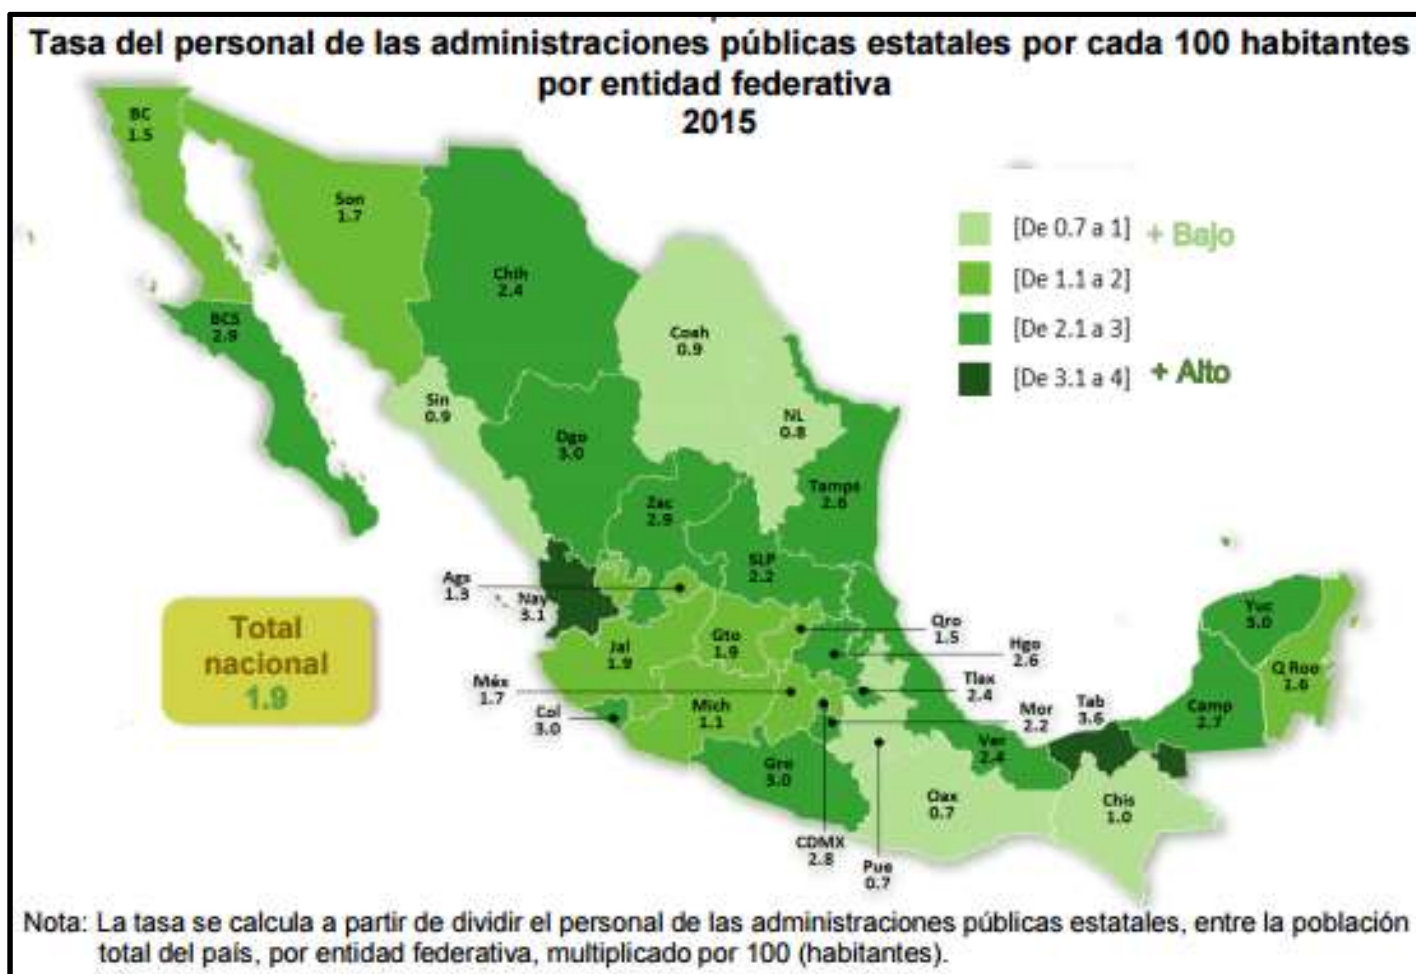 Tasa del personal de las administraciones públicas estatales por cada 100 habitantes
por entidad federativa
2015
BC
1.5
Son
1.7
Chih
2.4
BCS
2.9
Coah
0.9
Sin
0.9
NL
0.8
Dgo
3.0
Tamps
Zac
2.9
SLP
2.2
[De 0.7 a 1] + Bajo
[De 1.1 a 2]
[De 2.1 a 3]
[De 3.1 a 4] + Alto
Ags
1.3
Nay
3.1
Total
nacional
1.9
Jal
1.9
Gto
1.9
Qro
1.5
Hgo
2.6
Yuc
3.0
Q Roo
1.6
Méx
1.7
Col
3.0
Mich
1.1
Tlax
2.4
Mor
2.2
Tab
3.6
Camp
2.7
Ver
2.4
Gro
3.0
Oax
0.7
Chis
1.0
CDMX
2.8
Pue
0.7
Nota: La tasa se calcula a partir de dividir el personal de las administraciones públicas estatales, entre la población
total del país, por entidad federativa, multiplicado por 100 (habitantes).